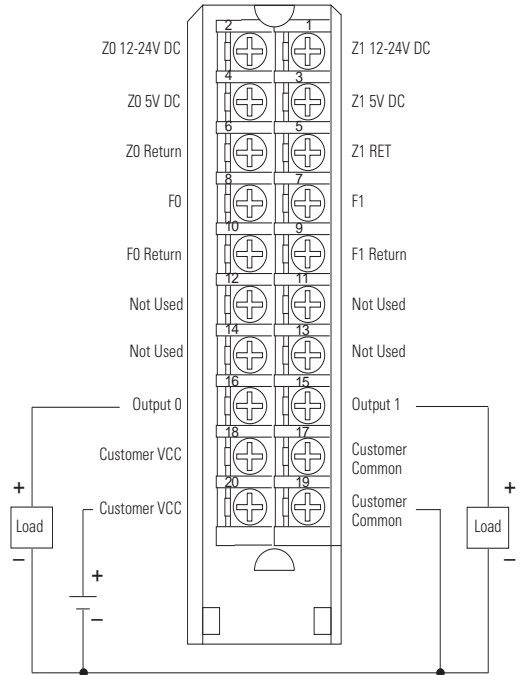 2 1
Z0 12-24V DC Z1 12-24V DC
4 3
Z0 5V DC Z1 5V DC
6 5
Z0 Return Z1 RET
8 7
F0 F1
10 9
F0 Return F1 Return
12 11
Not Used Not Used
14 13
Not Used Not Used
16 15
Output 0 Output 1
18 17
Customer VCC Customer
Common
20 19
Customer VCC Customer
Common
+ +
Load Load
– –
+
–